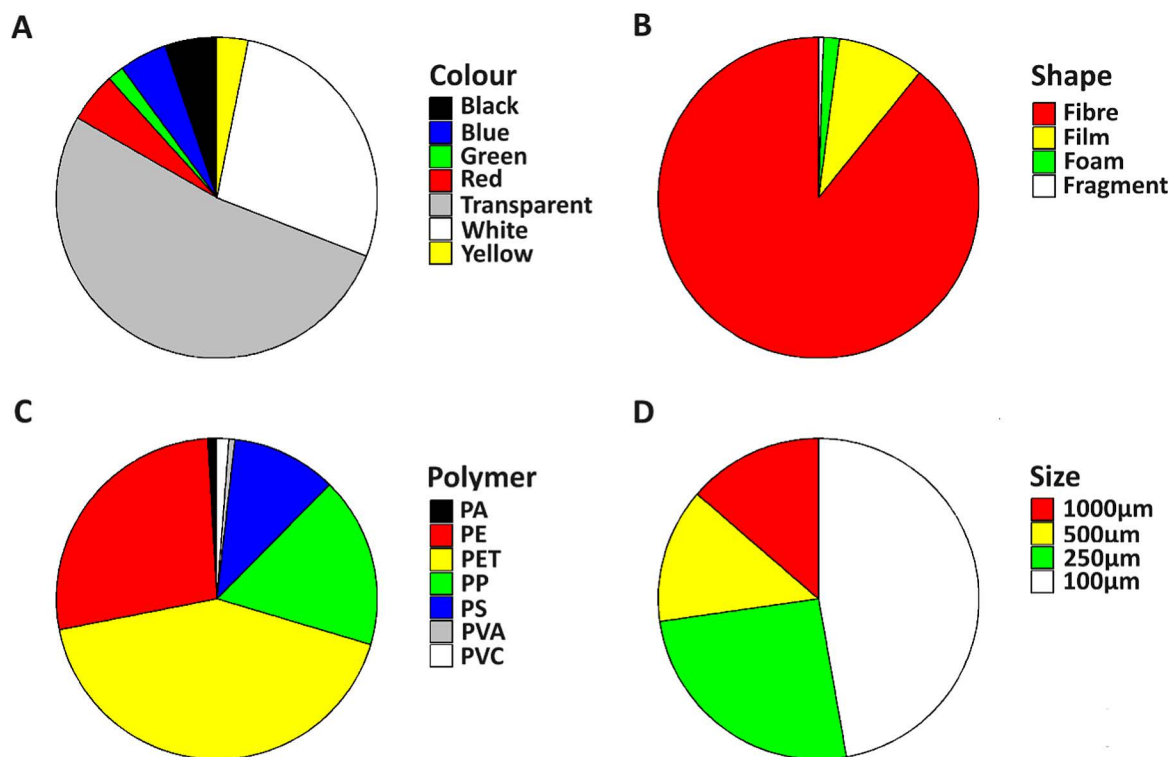 A
Colour
Black
Blue
Green
Red
Transparent
White
Yellow
B
Shape
Fibre
Film
Foam
Fragment
C
Polymer
PA
PE
PET
PP
PS
PVA
PVC
D
Size
1000µm
500µm
250µm
100µm